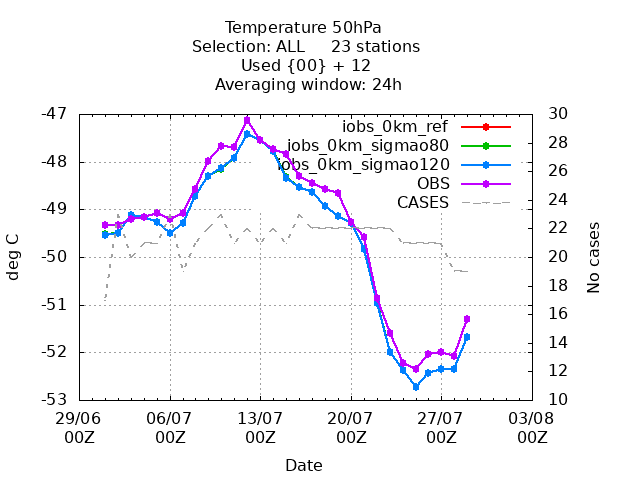 Temperature 50hPa
Selection: ALL 23 stations
Used {00} + 12
Averaging window: 24h
iobs_0km_ref
iobs_0km_sigmao80
iobs_0km_sigmao120
OBS
CASES
-47
-48
-49
-50
-51
-52
-53
deg C
30
28
26
24
22
20
18
16
14
12
10
No cases
29/06 06/07 13/07 20/07 27/07 03/08
00Z 00Z 00Z 00Z 00Z 00Z
Date